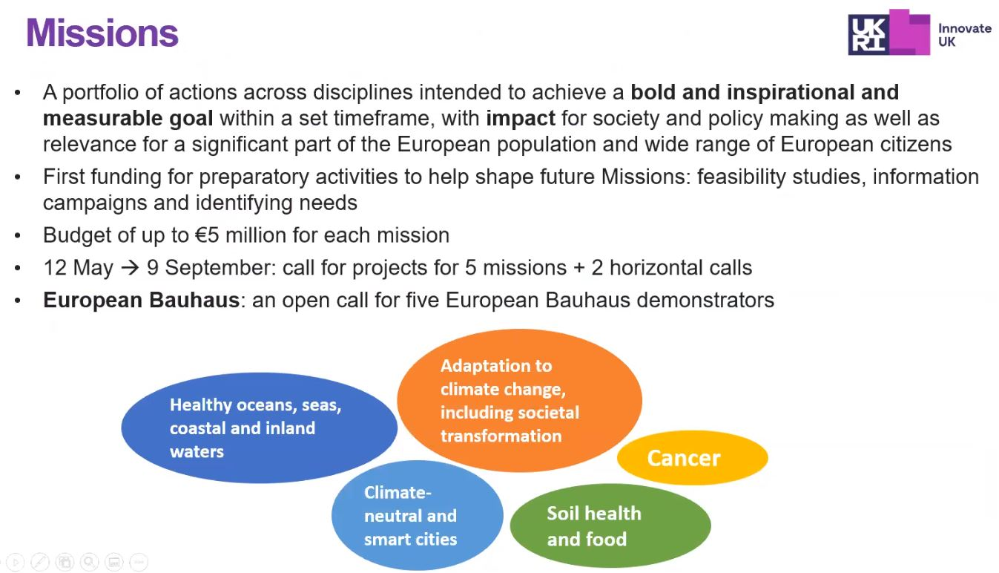 Missions
UK
RI
Innovate
UK
• A portfolio of actions across disciplines intended to achieve a bold and inspirational and
measurable goal within a set timeframe, with impact for society and policy making as well as
relevance for a significant part of the European population and wide range of European citizens
• First funding for preparatory activities to help shape future Missions: feasibility studies, information
campaigns and identifying needs
• Budget of up to €5 million for each mission
• 12 May → 9 September: call for projects for 5 missions + 2 horizontal calls
• European Bauhaus: an open call for five European Bauhaus demonstrators
Healthy oceans, seas,
coastal and inland
waters
Adaptation to
climate change,
including societal
transformation
Cancer
Climate-
neutral and
smart cities
Soil health
and food